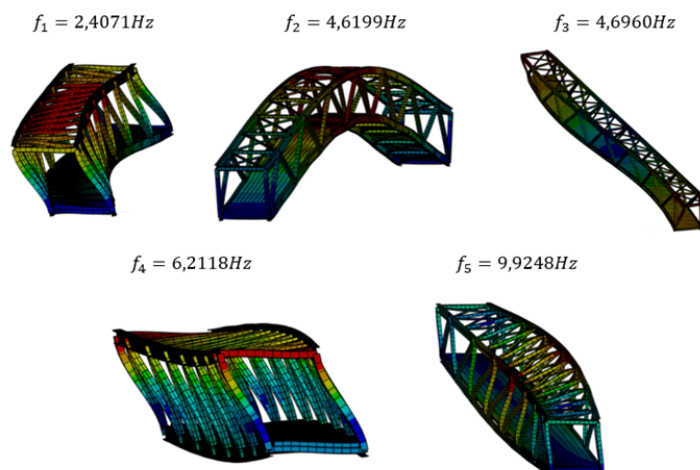 f₁ = 2,4071Hz
f₂ = 4,6199Hz
f₃ = 4,6960Hz
f₄ = 6,2118Hz
f₅ = 9,9248Hz